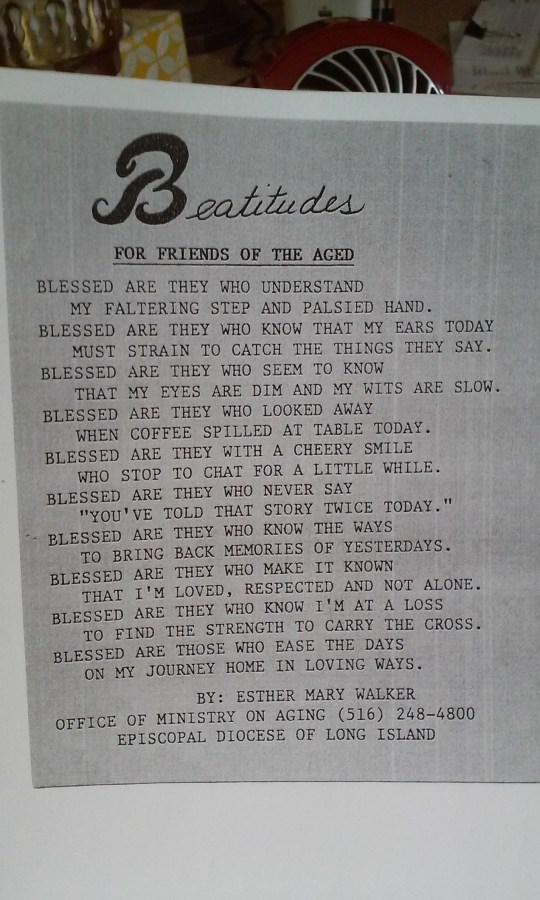 Beatitudes
FOR FRIENDS OF THE AGED
BLESSED ARE THEY WHO UNDERSTAND
MY FALTERING STEP AND PALSIED HAND.
BLESSED ARE THEY WHO KNOW THAT MY EARS TODAY
MUST STRAIN TO CATCH THE THINGS THEY SAY.
BLESSED ARE THEY WHO SEEM TO KNOW
THAT MY EYES ARE DIM AND MY WITS ARE SLOW.
BLESSED ARE THEY WHO LOOKED AWAY
WHEN COFFEE SPILLED AT TABLE TODAY.
BLESSED ARE THEY WITH A CHEERY SMILE
WHO STOP TO CHAT FOR A LITTLE WHILE.
BLESSED ARE THEY WHO NEVER SAY
"YOU'VE TOLD THAT STORY TWICE TODAY."
BLESSED ARE THEY WHO KNOW THE WAYS
TO BRING BACK MEMORIES OF YESTERDAYS.
BLESSED ARE THEY WHO MAKE IT KNOWN
THAT I'M LOVED, RESPECTED AND NOT ALONE.
BLESSED ARE THEY WHO KNOW I'M AT A LOSS
TO FIND THE STRENGTH TO CARRY THE CROSS.
BLESSED ARE THOSE WHO EASE THE DAYS
ON MY JOURNEY HOME IN LOVING WAYS.
BY: ESTHER MARY WALKER
OFFICE OF MINISTRY ON AGING (516) 248-4800
EPISCOPAL DIOCESE OF LONG ISLAND